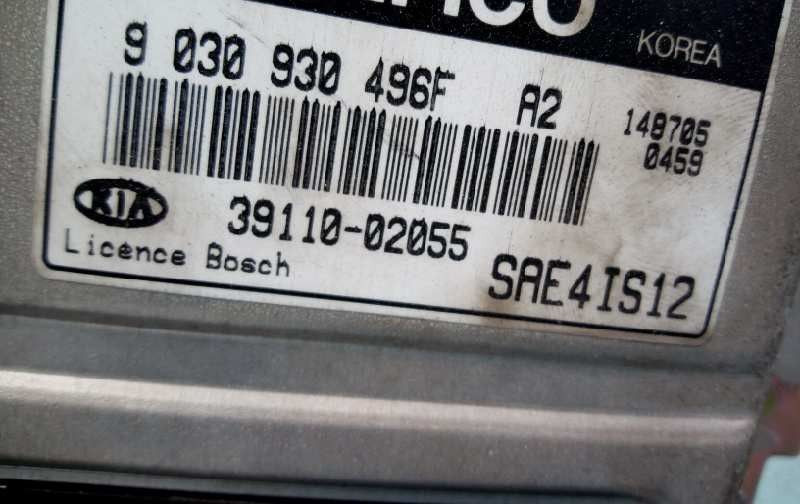 KOREA
9 030 930 496F A2
148705
0459
KIA
39110-02055
Licence Bosch
SAE4IS12